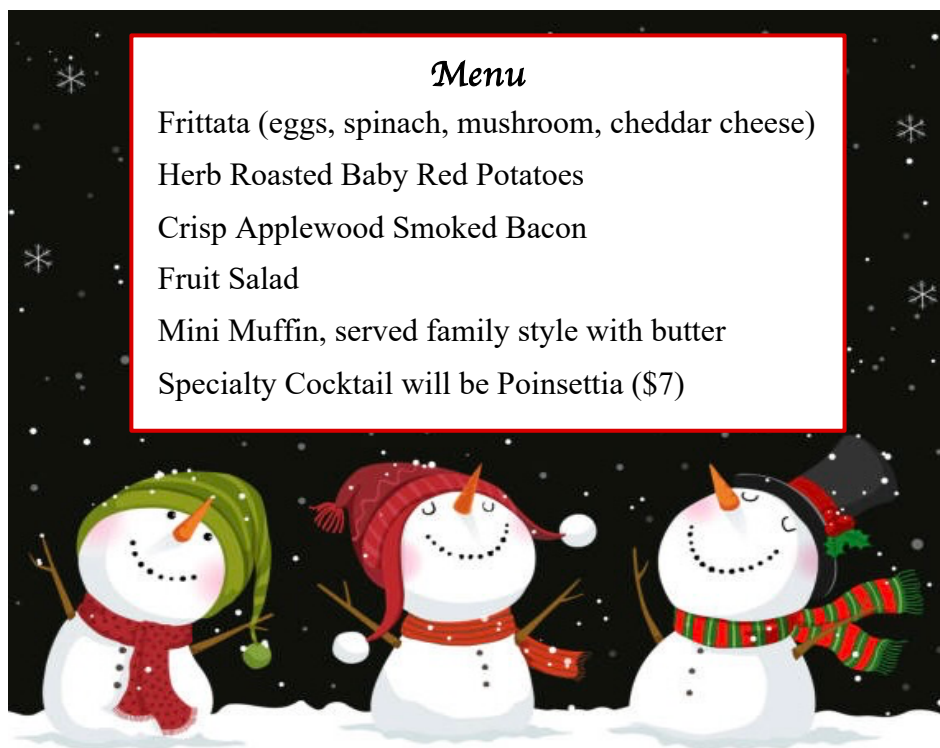 Menu
Frittata (eggs, spinach, mushroom, cheddar cheese)
Herb Roasted Baby Red Potatoes
Crisp Applewood Smoked Bacon
Fruit Salad
Mini Muffin, served family style with butter
Specialty Cocktail will be Poinsettia ($7)